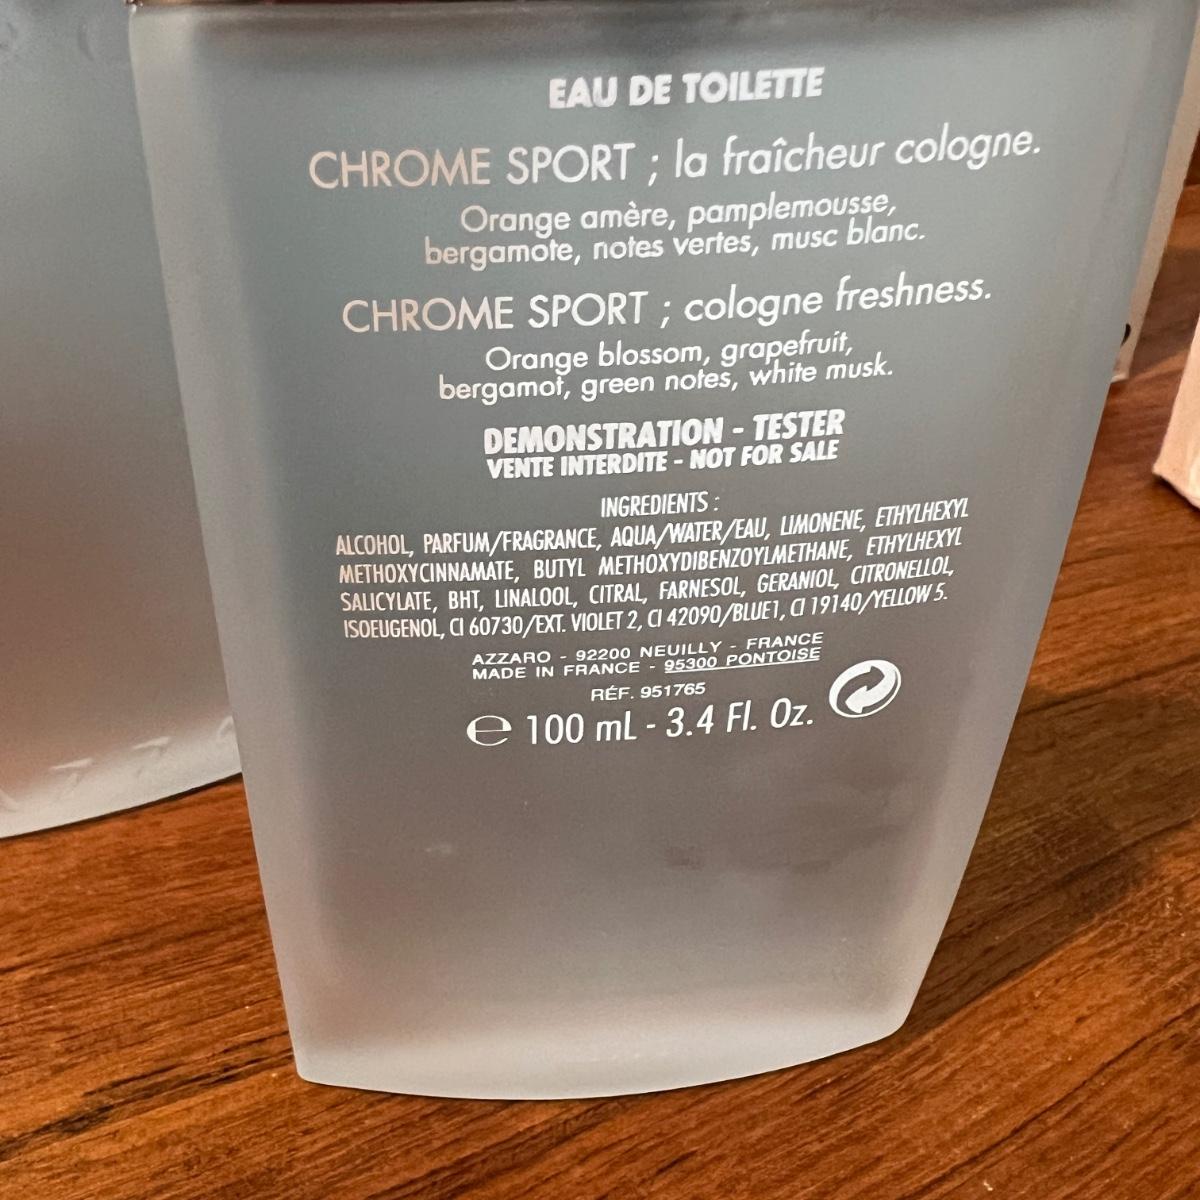 EAU DE TOILETTE
CHROME SPORT ; la fraîcheur cologne.
Orange amère, pamplemousse,
bergamote, notes vertes, musc blanc.
CHROME SPORT ; cologne freshness.
Orange blossom, grapefruit,
bergamot, green notes, white musk.
DEMONSTRATION - TESTER
VENTE INTERDITE - NOT FOR SALE
INGREDIENTS :
ALCOHOL, PARFUM/FRAGRANCE, AQUA/WATER/EAU, LIMONENE, ETHYLHEXYL
METHOXYCINNAMATE, BUTYL METHOXYDIBENZOYLMETHANE, ETHYLHEXYL
SALICYLATE, BHT, LINALOOL, CITRAL, FARNESOL, GERANIOL, CITRONELLOL,
ISOEUGENOL, CI 60730/EXT. VIOLET 2, CI 42090/BLUE1, CI 19140/YELLOW 5.
AZZARO - 92200 NEUILLY - FRANCE
MADE IN FRANCE - 95300 PONTOISE
RÉF. 951765
℮ 100 mL - 3.4 Fl. Oz.